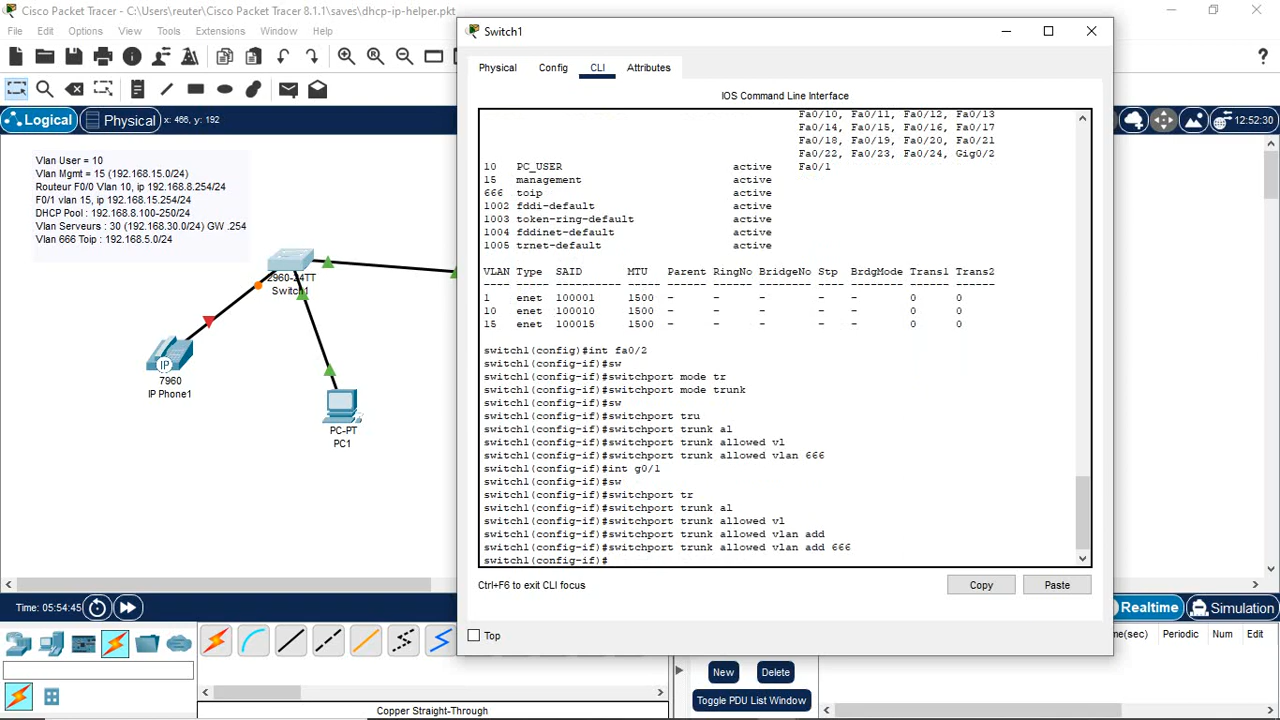 Cisco Packet Tracer - C:\Users\reuter\Cisco Packet Tracer 8.1.1\saves\dhcp-ip-helper.pkt
File Edit Options View Tools Extensions Window Help
Logical Physical x: 466, y: 192
12:52:30
Vlan User = 10
Vlan Mgmt = 15 (192.168.15.0/24)
Routeur F0/0 Vlan 10, ip 192.168.8.254/24
F0/1 vlan 15, ip 192.168.15.254/24
DHCP Pool : 192.168.8.100-250/24
Vlan Serveurs : 30 (192.168.30.0/24) GW .254
Vlan 666 Toip : 192.168.5.0/24
2960-24TT
Switch1
IP
7960
IP Phone1
PC-PT
PC1
Switch1
Physical Config CLI Attributes
IOS Command Line Interface
Fa0/10, Fa0/11, Fa0/12, Fa0/13
Fa0/14, Fa0/15, Fa0/16, Fa0/17
Fa0/18, Fa0/19, Fa0/20, Fa0/21
Fa0/22, Fa0/23, Fa0/24, Gig0/2
10 PC_USER active Fa0/1
15 management active
666 toip active
1002 fddi-default active
1003 token-ring-default active
1004 fddinet-default active
1005 trnet-default active
VLAN Type SAID MTU Parent RingNo BridgeNo Stp BrdgMode Trans1 Trans2
---- ----- ---------- ----- ------ ------ -------- ---- -------- ------ ------
1 enet 100001 1500 - - - - - 0 0
10 enet 100010 1500 - - - - - 0 0
15 enet 100015 1500 - - - - - 0 0
switch1(config)#int fa0/2
switch1(config-if)#sw
switch1(config-if)#switchport mode tr
switch1(config-if)#switchport mode trunk
switch1(config-if)#sw
switch1(config-if)#switchport tru
switch1(config-if)#switchport trunk al
switch1(config-if)#switchport trunk allowed vl
switch1(config-if)#switchport trunk allowed vlan 666
switch1(config-if)#int g0/1
switch1(config-if)#sw
switch1(config-if)#switchport tr
switch1(config-if)#switchport trunk al
switch1(config-if)#switchport trunk allowed vl
switch1(config-if)#switchport trunk allowed vlan add
switch1(config-if)#switchport trunk allowed vlan add 666
switch1(config-if)#
Ctrl+F6 to exit CLI focus
Copy Paste
Top
Time: 05:54:45
Realtime Simulation
me(sec) Periodic Num Edit
New Delete
Toggle PDU List Window
Copper Straight-Through